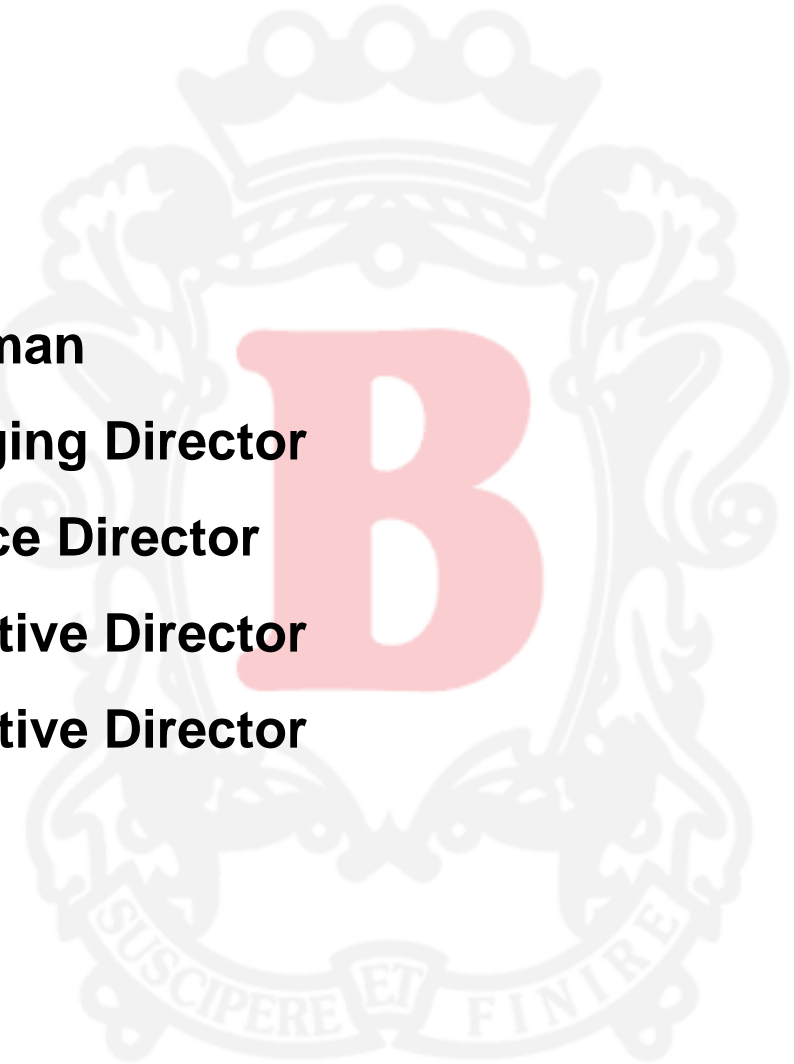 man
ging Director
ce Director
tive Director
tive Director
B
SUSCIPERE ET FINIRE